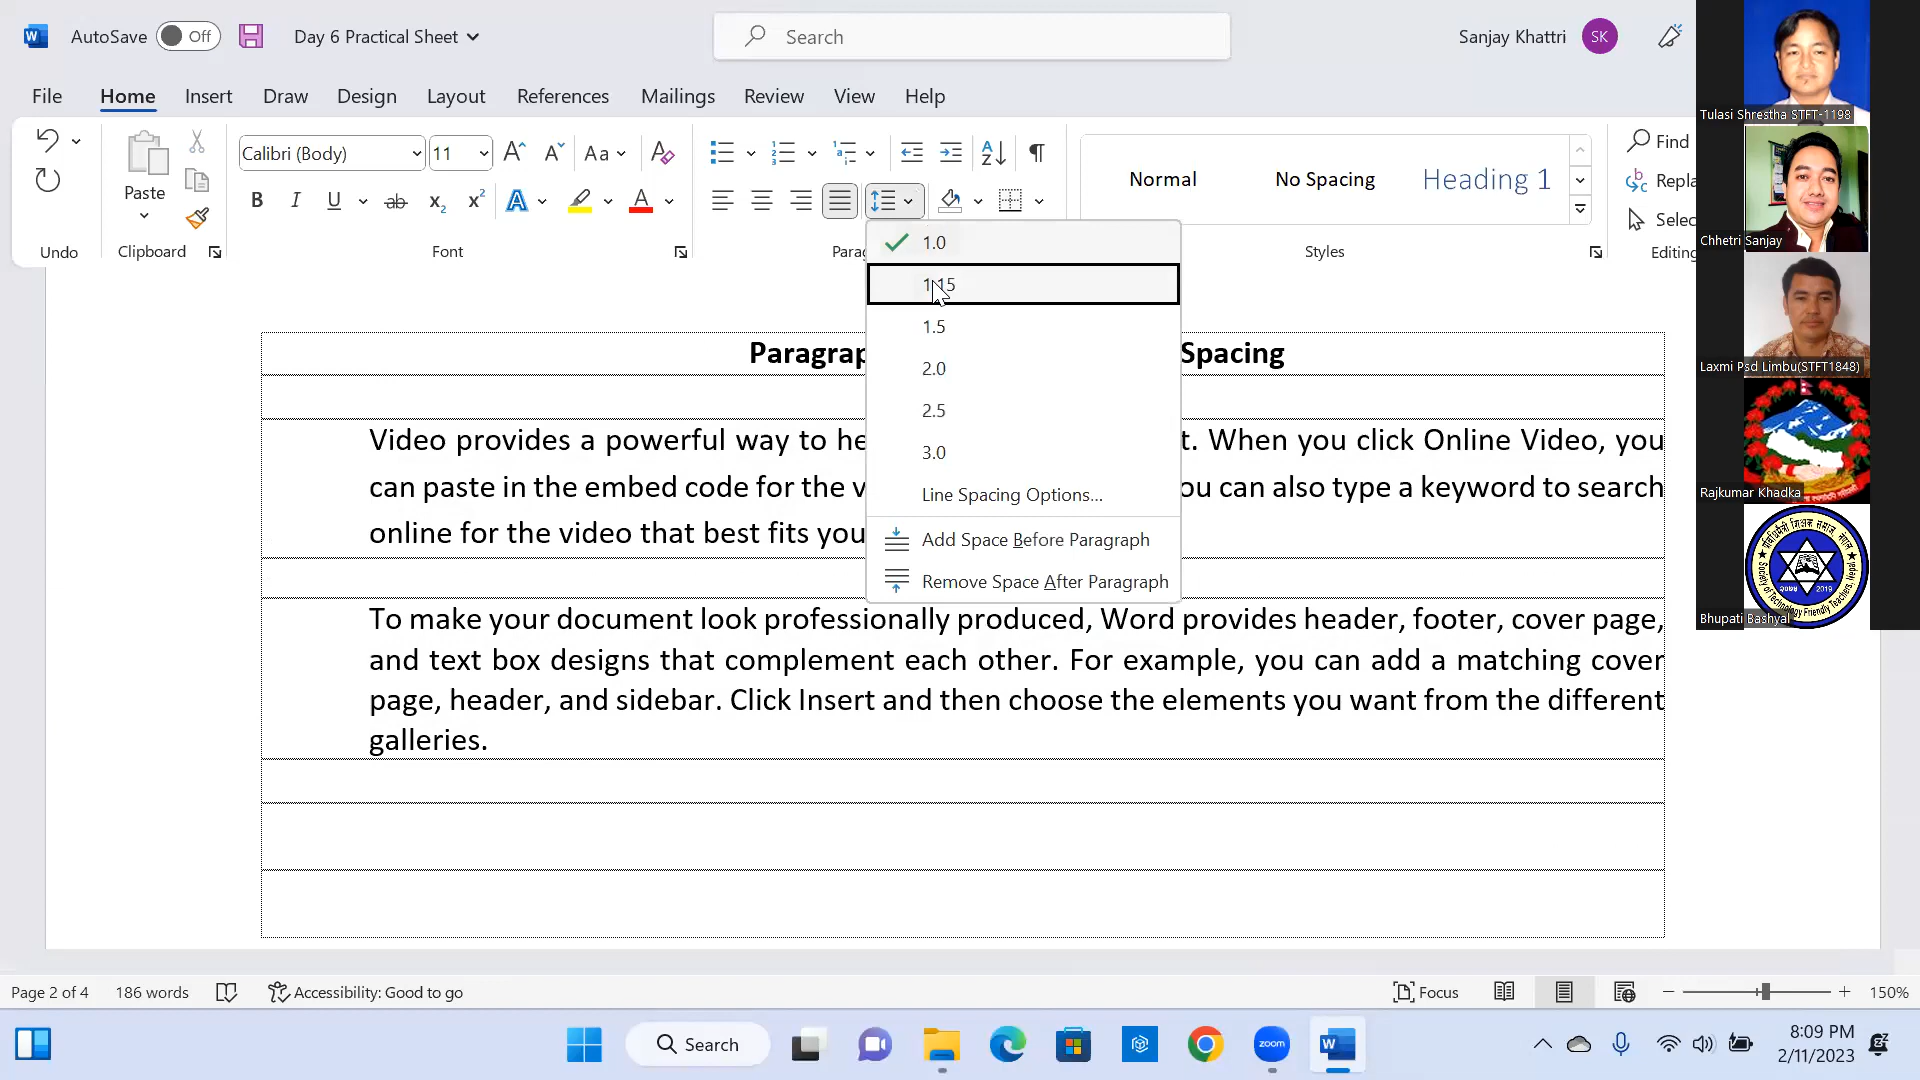 AutoSave Off Day 6 Practical Sheet
Search
Sanjay Khattri SK
File Home Insert Draw Design Layout References Mailings Review View Help
Undo
Paste
Clipboard
Calibri (Body) 11
Font
Normal No Spacing Heading 1
Styles
Find
Editing
1.0
1.15
1.5
2.0
2.5
3.0
Line Spacing Options...
Add Space Before Paragraph
Remove Space After Paragraph
Spacing
Video provides a powerful way to
t. When you click Online Video, you
can paste in the embed code for the
can also type a keyword to search
online for the video that best fits
To make your document look professionally produced, Word provides header, footer, cover page,
and text box designs that complement each other. For example, you can add a matching cover
page, header, and sidebar. Click Insert and then choose the elements you want from the different
galleries.
Tulasi Shrestha STFT-1198
Chhetri Sanjay
Laxmi Psd Limbu(STFT1848)
Rajkumar Khadka
Bhupati Bashyal
Page 2 of 4 186 words Accessibility: Good to go
Focus
150%
Search
zoom
8:09 PM
2/11/2023